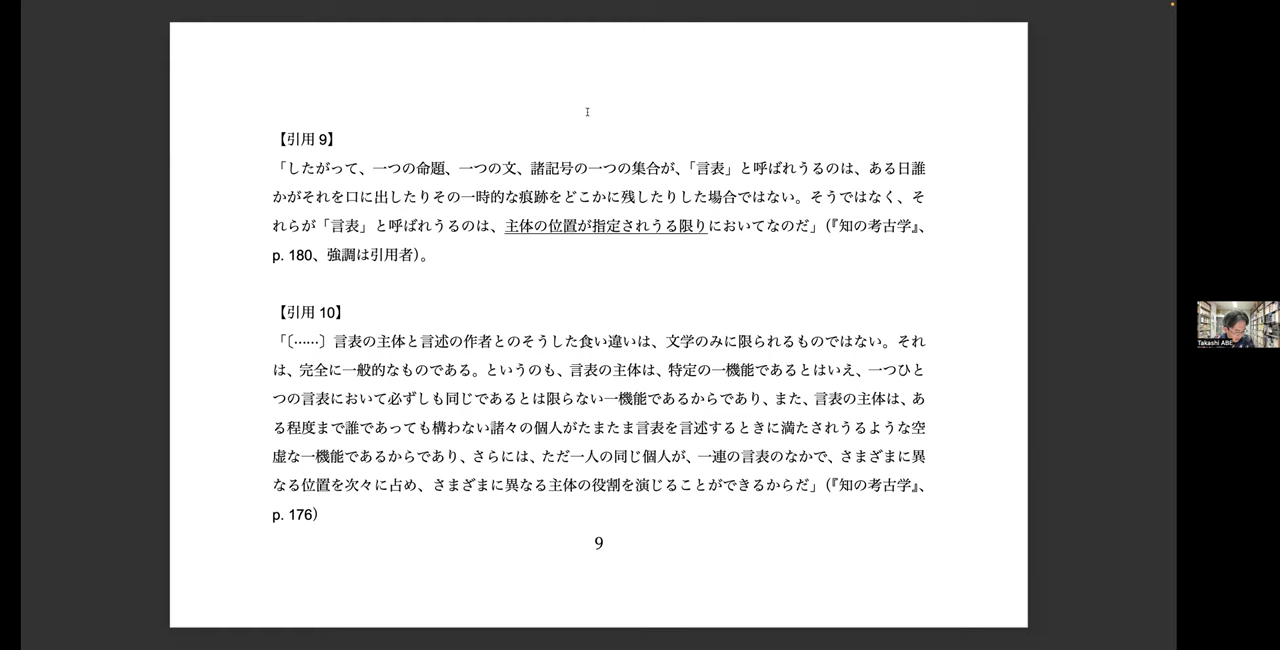 【引用 9】
「したがって、一つの命題、一つの文、諸記号の一つの集合が、「言表」と呼ばれうるのは、ある日誰
かがそれを口に出したりその一時的な痕跡をどこかに残したりした場合ではない。そうではなく、そ
れらが「言表」と呼ばれうるのは、主体の位置が指定されうる限りにおいてなのだ」（『知の考古学』、
p. 180、強調は引用者）。
【引用 10】
「〔……〕言表の主体と言述の作者とのそうした食い違いは、文学のみに限られるものではない。それ
は、完全に一般的なものである。というのも、言表の主体は、特定の一機能であるとはいえ、一つひと
つの言表において必ずしも同じであるとは限らない一機能であるからであり、また、言表の主体は、あ
る程度まで誰であっても構わない諸々の個人がたまたま言表を言述するときに満たされうるような空
虚な一機能であるからであり、さらには、ただ一人の同じ個人が、一連の言表のなかで、さまざまに異
なる位置を次々に占め、さまざまに異なる主体の役割を演じることができるからだ」（『知の考古学』、
p. 176）
9
Takashi ABE